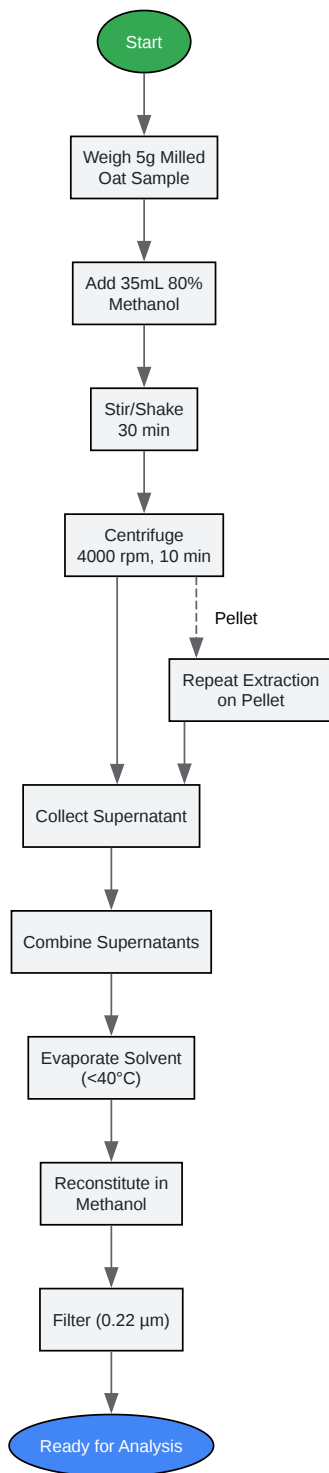 Start
Weigh 5g Milled
Oat Sample
Add 35mL 80%
Methanol
Stir/Shake
30 min
Centrifuge
4000 rpm, 10 min
Pellet
Repeat Extraction
on Pellet
Collect Supernatant
Combine Supernatants
Evaporate Solvent
(<40°C)
Reconstitute in
Methanol
Filter (0.22 µm)
Ready for Analysis